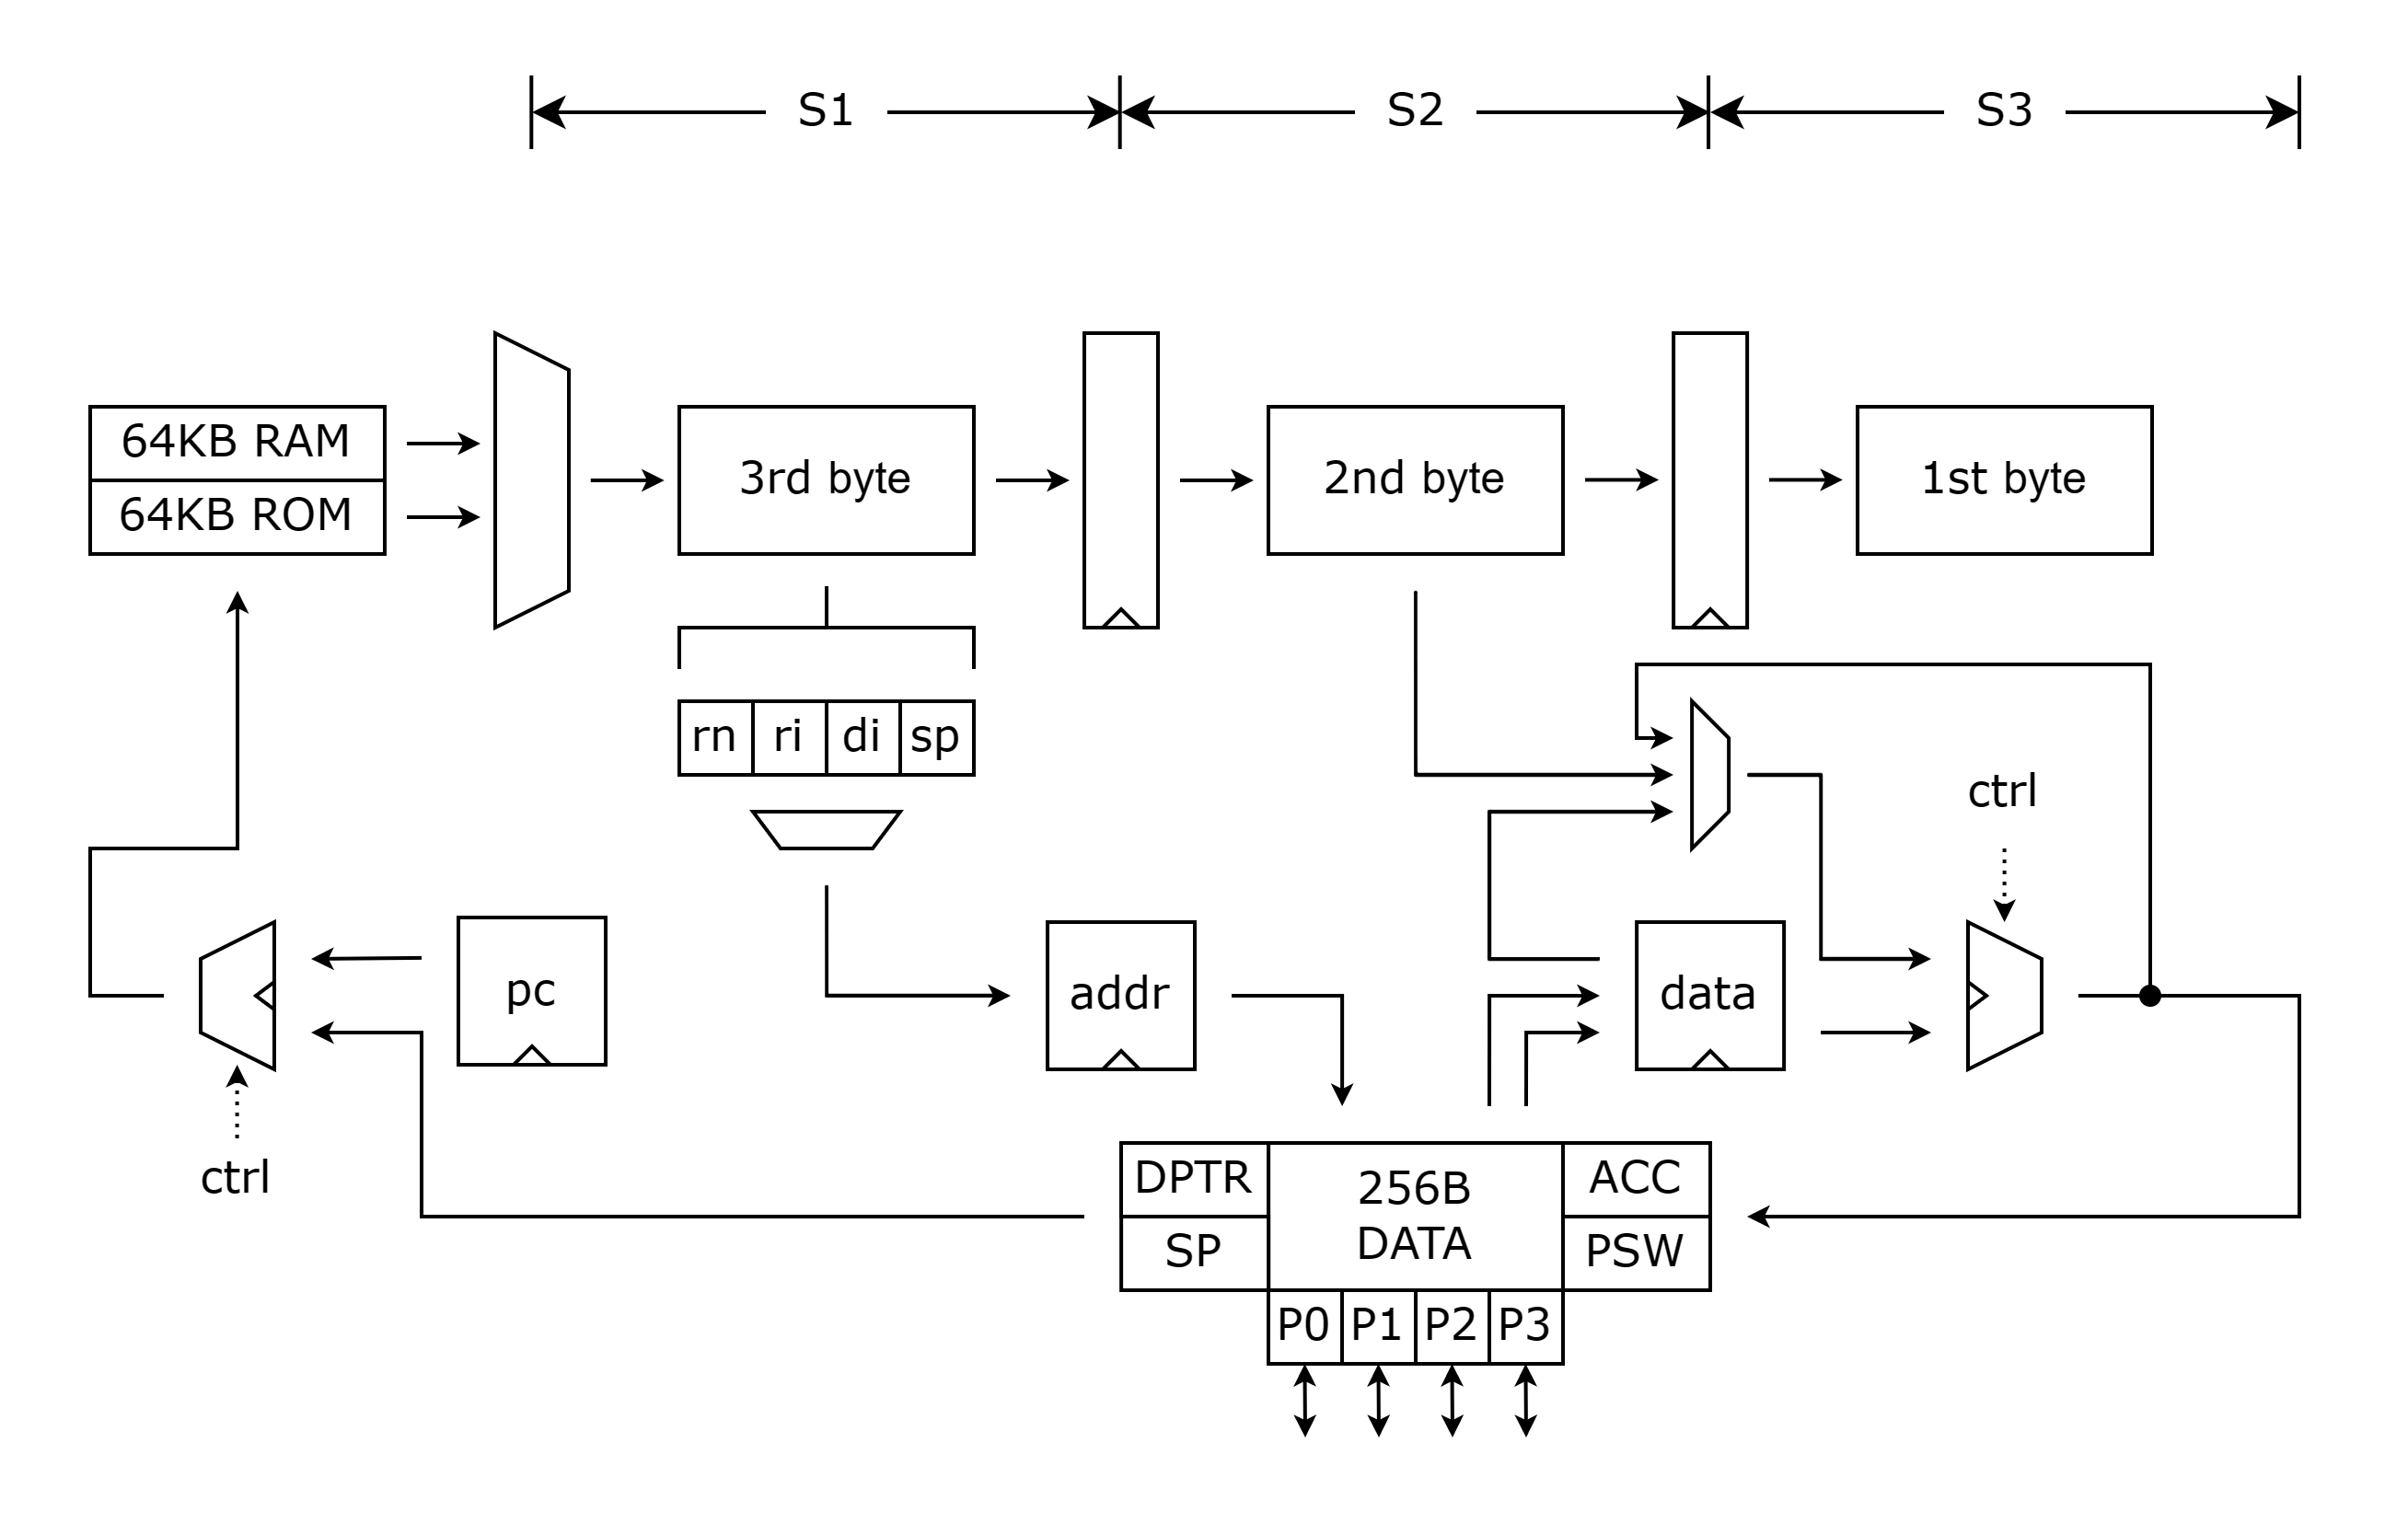 S1
S2
S3
64KB RAM
64KB ROM
3rd byte
2nd byte
1st byte
rn
ri
di
sp
ctrl
pc
addr
data
ctrl
DPTR
SP
256B
DATA
ACC
PSW
P0
P1
P2
P3